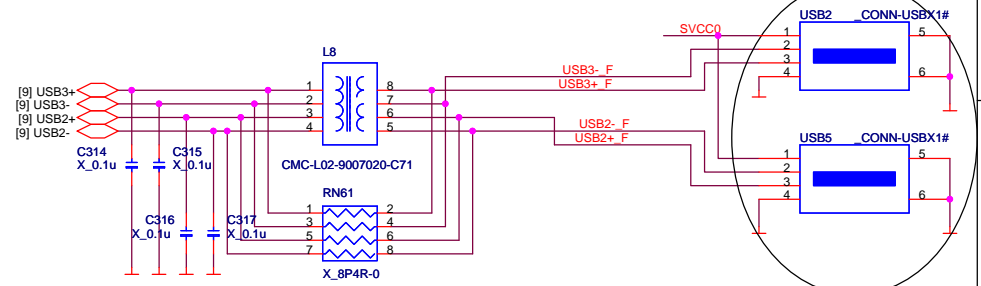 USB2 _CONN-USBX1#
SVCC0
1 5
2
3
4 6
L8
USB3-_F
USB3+_F
[9] USB3+ 1 8
[9] USB3- 2 7
[9] USB2+ 3 6
[9] USB2- 4 5
USB2-_F
USB2+_F
USB5 _CONN-USBX1#
C314 C315
X_0.1u X_0.1u
CMC-L02-9007020-C71
1 5
2
3
4 6
RN61
C316 C317
X_0.1u X_0.1u
1 2
3 4
5 6
7 8
X_8P4R-0